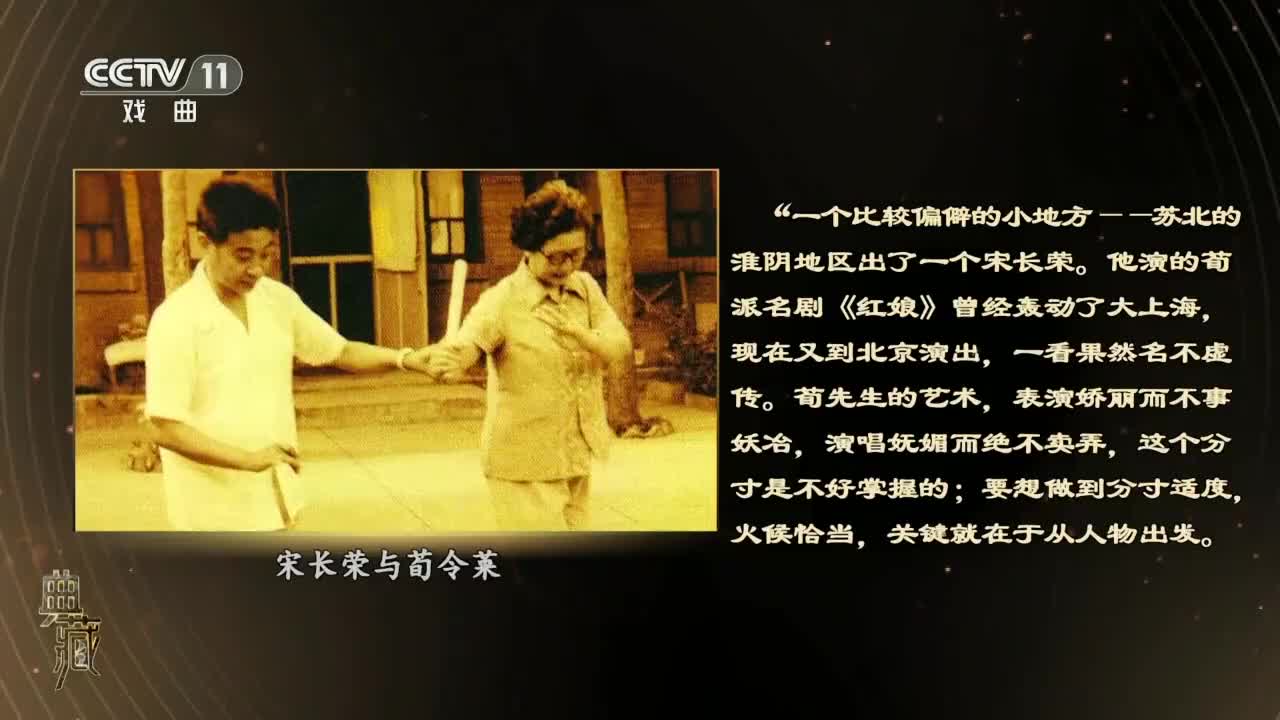 CCTV 11
戏 曲
“一个比较偏僻的小地方——苏北的
淮阴地区出了一个宋长荣。他演的荀
派名剧《红娘》曾经轰动了大上海，
现在又到北京演出，一看果然名不虚
传。荀先生的艺术，表演娇丽而不事
妖冶，演唱妩媚而绝不卖弄，这个分
寸是不好掌握的；要想做到分寸适度，
火候恰当，关键就在于从人物出发。
宋长荣与荀令莱
典藏